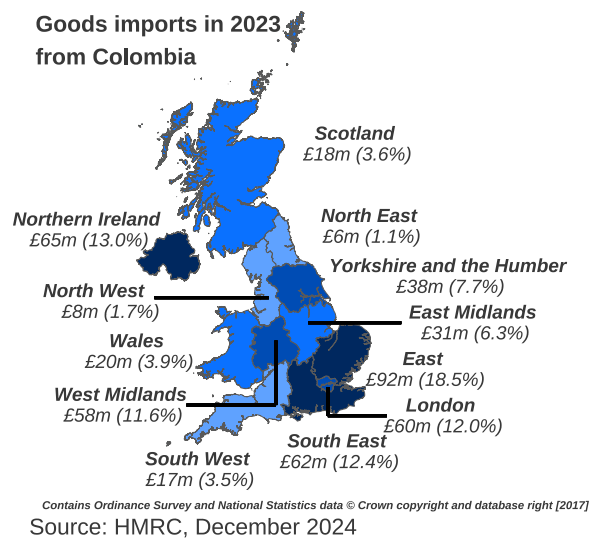 Goods imports in 2023
from Colombia
Scotland
£18m (3.6%)
Northern Ireland
£65m (13.0%)
North East
£6m (1.1%)
Yorkshire and the Humber
£38m (7.7%)
North West
£8m (1.7%)
East Midlands
£31m (6.3%)
Wales
£20m (3.9%)
East
£92m (18.5%)
West Midlands
£58m (11.6%)
London
£60m (12.0%)
South East
£62m (12.4%)
South West
£17m (3.5%)
Contains Ordinance Survey and National Statistics data © Crown copyright and database right [2017]
Source: HMRC, December 2024